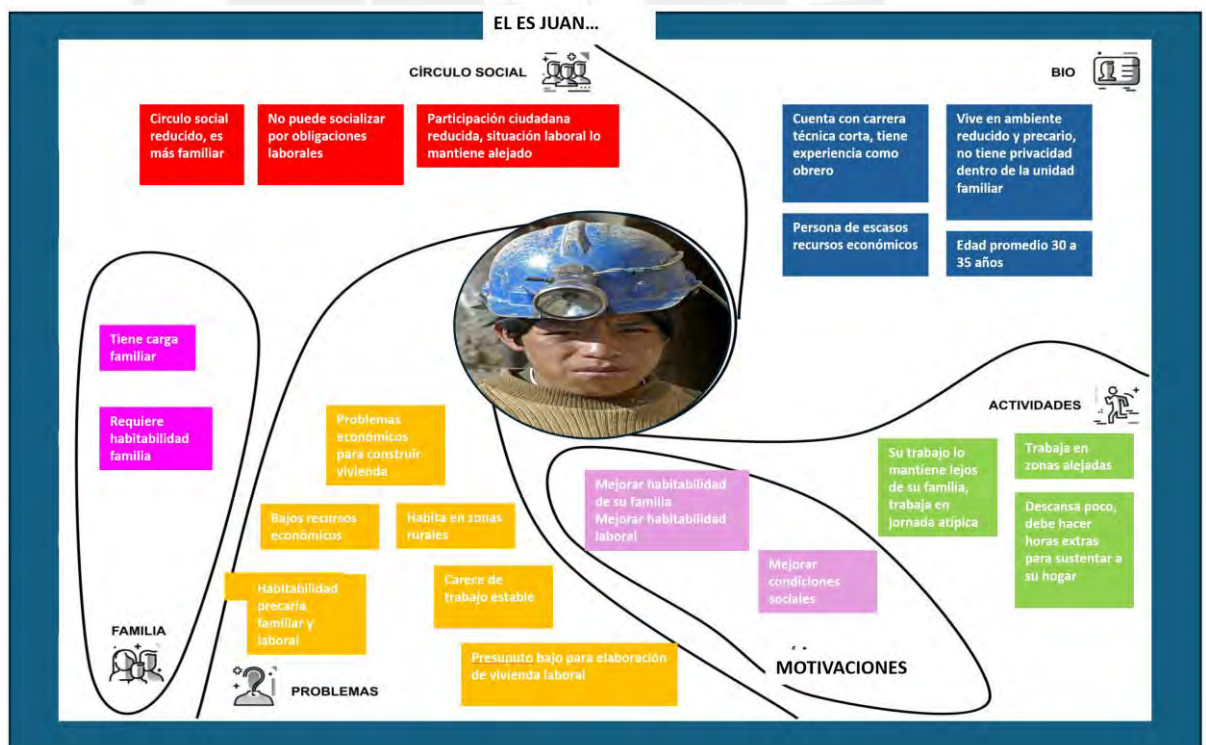 EL ES JUAN...
CÍRCULO SOCIAL
Circulo social
reducido, es
más familiar
No puede socializar
por obligaciones
laborales
Participación ciudadana
reducida, situación laboral lo
mantiene alejado
BIO
Cuenta con carrera
técnica corta, tiene
experiencia como
obrero
Vive en ambiente
reducido y precario,
no tiene privacidad
dentro de la unidad
familiar
Persona de escasos
recursos económicos
Edad promedio 30 a
35 años
Tiene carga
familiar
Requiere
habitabilidad
familia
FAMILIA
Problemas
económicos
para construir
vivienda
Bajos recursos
económicos
Habita en zonas
rurales
Habitabilidad
precaria
familiar y
laboral
Carece de
trabajo estable
Presuputo bajo para elaboración
de vivienda laboral
PROBLEMAS
Mejorar habitabilidad
de su familia
Mejorar habitabilidad
laboral
Mejorar
condiciones
sociales
MOTIVACIONES
ACTIVIDADES
Su trabajo lo
mantiene lejos
de su familia,
trabaja en
jornada atípica
Trabaja en
zonas alejadas
Descansa poco,
debe hacer
horas extras
para sustentar a
su hogar